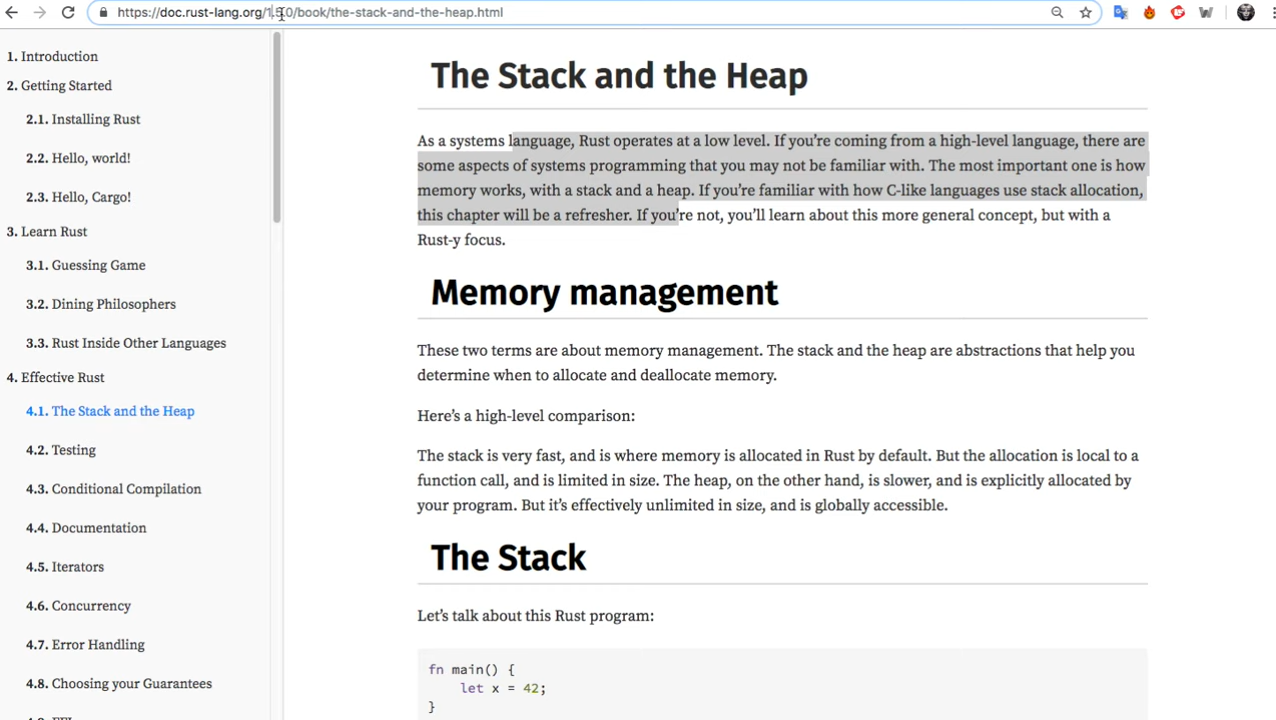 https://doc.rust-lang.org/1.5.0/book/the-stack-and-the-heap.html
1. Introduction
2. Getting Started
2.1. Installing Rust
2.2. Hello, world!
2.3. Hello, Cargo!
3. Learn Rust
3.1. Guessing Game
3.2. Dining Philosophers
3.3. Rust Inside Other Languages
4. Effective Rust
4.1. The Stack and the Heap
4.2. Testing
4.3. Conditional Compilation
4.4. Documentation
4.5. Iterators
4.6. Concurrency
4.7. Error Handling
4.8. Choosing your Guarantees
The Stack and the Heap
As a systems language, Rust operates at a low level. If you’re coming from a high-level language, there are
some aspects of systems programming that you may not be familiar with. The most important one is how
memory works, with a stack and a heap. If you’re familiar with how C-like languages use stack allocation,
this chapter will be a refresher. If you’re not, you’ll learn about this more general concept, but with a
Rust-y focus.
Memory management
These two terms are about memory management. The stack and the heap are abstractions that help you
determine when to allocate and deallocate memory.
Here’s a high-level comparison:
The stack is very fast, and is where memory is allocated in Rust by default. But the allocation is local to a
function call, and is limited in size. The heap, on the other hand, is slower, and is explicitly allocated by
your program. But it’s effectively unlimited in size, and is globally accessible.
The Stack
Let’s talk about this Rust program:
fn main() {
let x = 42;
}